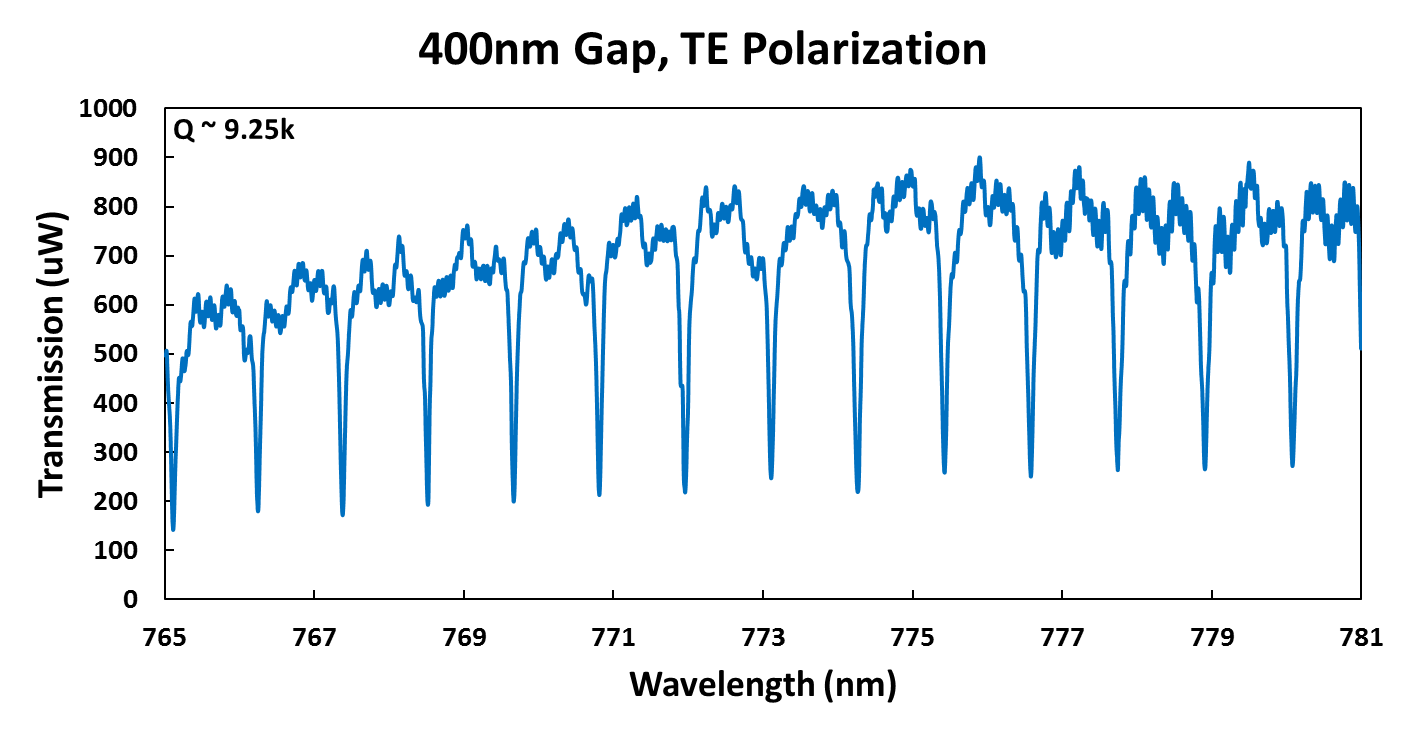 400nm Gap, TE Polarization
1000
Q ~ 9.25k
900
800
700
600
500
400
300
200
100
0
Transmission (uW)
765 767 769 771 773 775 777 779 781
Wavelength (nm)